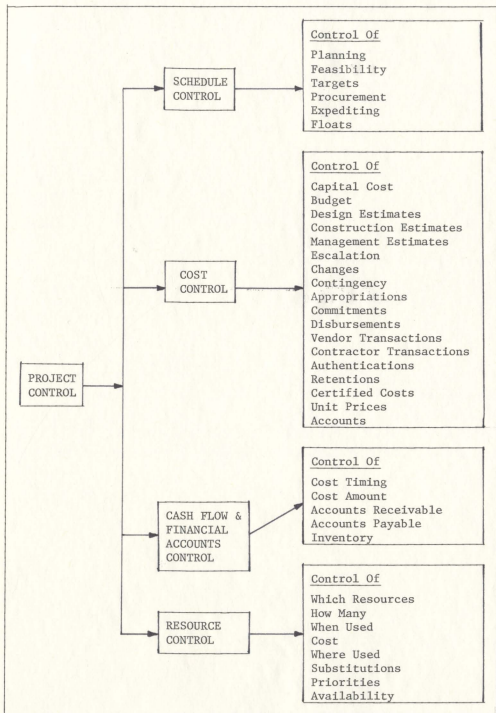 PROJECT
CONTROL
SCHEDULE
CONTROL
Control Of
Planning
Feasibility
Targets
Procurement
Expediting
Floats
COST
CONTROL
Control Of
Capital Cost
Budget
Design Estimates
Construction Estimates
Management Estimates
Escalation
Changes
Contingency
Appropriations
Commitments
Disbursements
Vendor Transactions
Contractor Transactions
Authentications
Retentions
Certified Costs
Unit Prices
Accounts
CASH FLOW &
FINANCIAL
ACCOUNTS
CONTROL
Control Of
Cost Timing
Cost Amount
Accounts Receivable
Accounts Payable
Inventory
RESOURCE
CONTROL
Control Of
Which Resources
How Many
When Used
Cost
Where Used
Substitutions
Priorities
Availability